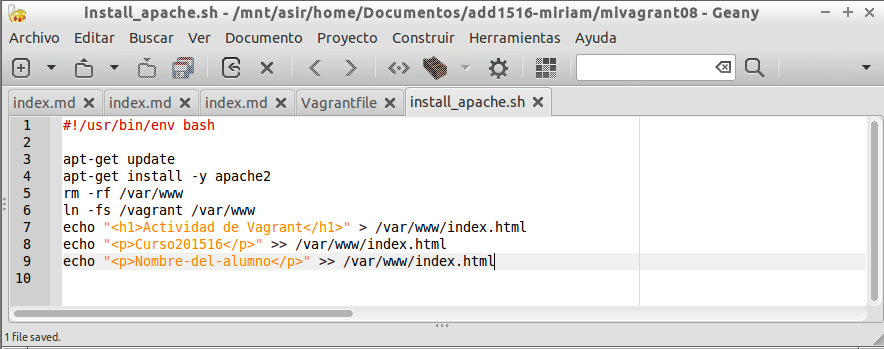 install_apache.sh - /mnt/asir/home/Documentos/add1516-miriam/mivagrant08 - Geany
Archivo Editar Buscar Ver Documento Proyecto Construir Herramientas Ayuda
index.md index.md index.md Vagrantfile install_apache.sh
1 #!/usr/bin/env bash
2
3 apt-get update
4 apt-get install -y apache2
5 rm -rf /var/www
6 ln -fs /vagrant /var/www
7 echo "<h1>Actividad de Vagrant</h1>" > /var/www/index.html
8 echo "<p>Curso201516</p>" >> /var/www/index.html
9 echo "<p>Nombre-del-alumno</p>" >> /var/www/index.html
10
1 file saved.